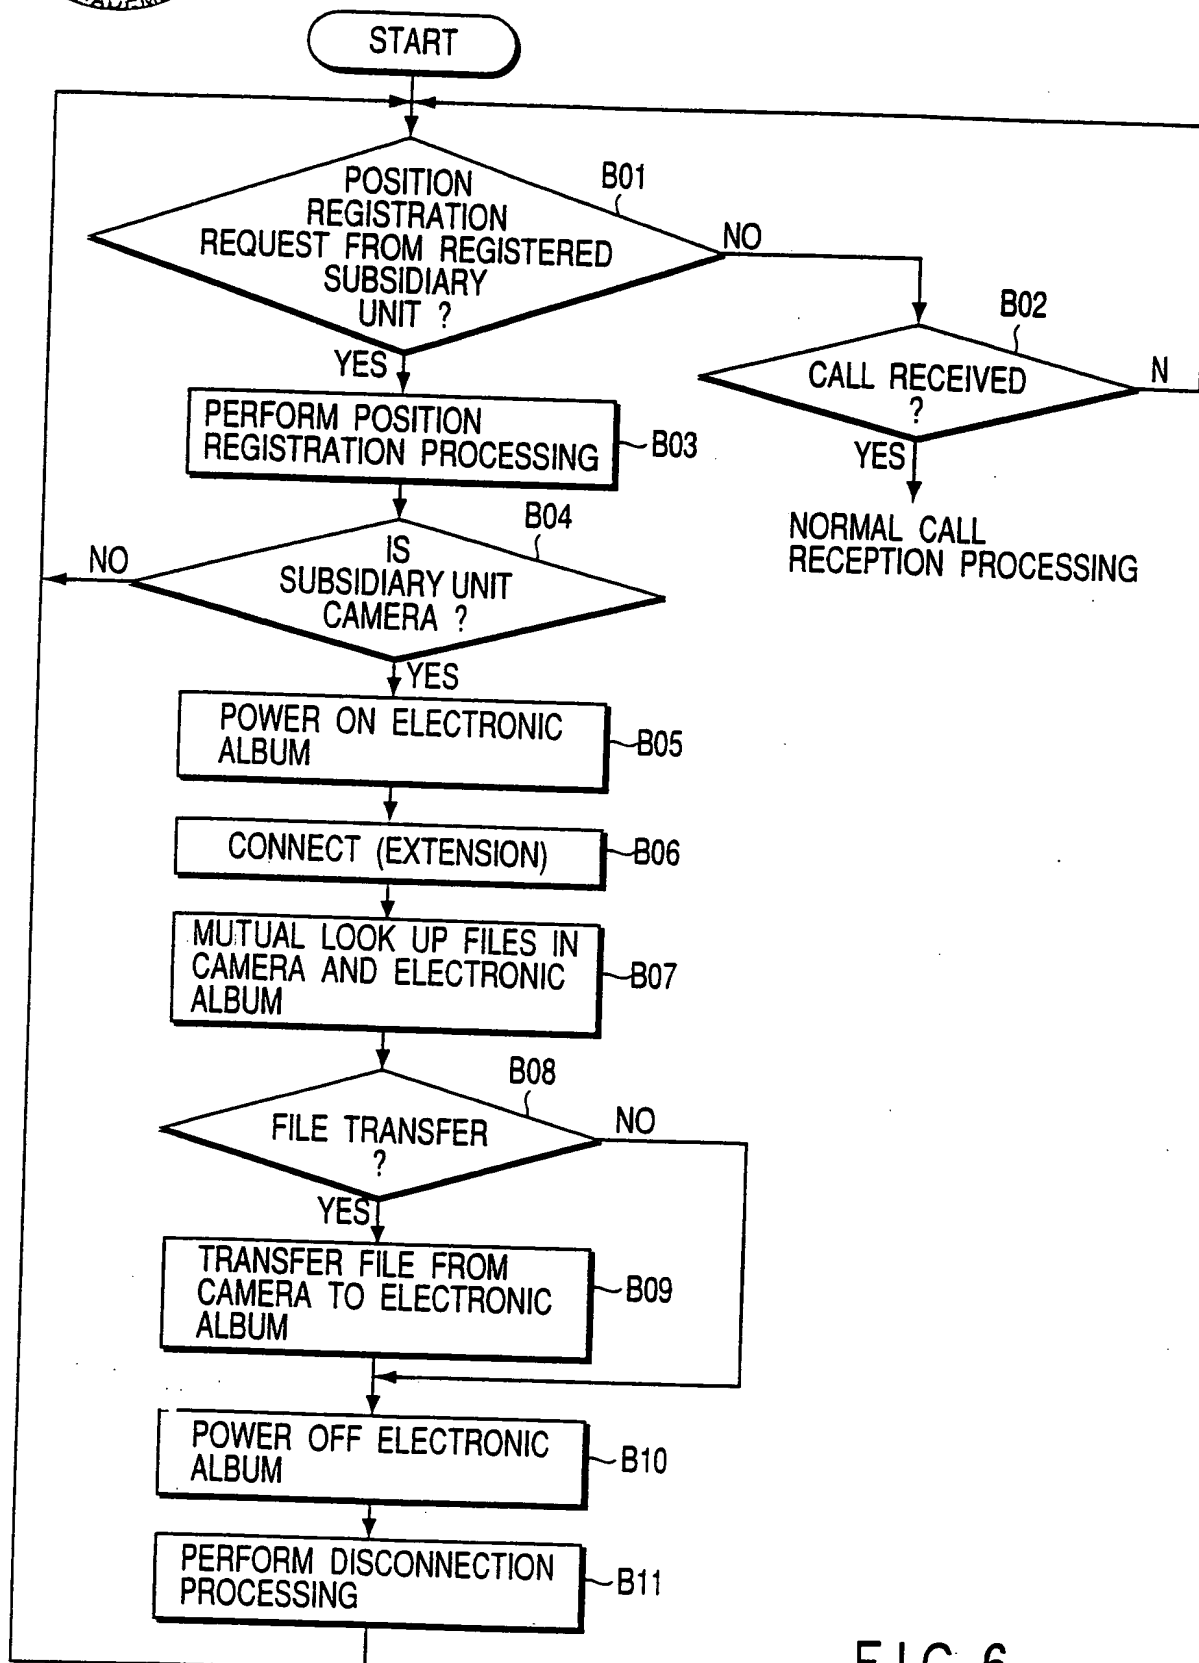 START
POSITION
REGISTRATION
REQUEST FROM REGISTERED
SUBSIDIARY
UNIT ?
B01
NO
YES
B02
CALL RECEIVED
?
N
YES
NORMAL CALL
RECEPTION PROCESSING
PERFORM POSITION
REGISTRATION PROCESSING
B03
B04
IS
SUBSIDIARY UNIT
CAMERA ?
NO
YES
POWER ON ELECTRONIC
ALBUM
B05
CONNECT (EXTENSION)
B06
MUTUAL LOOK UP FILES IN
CAMERA AND ELECTRONIC
ALBUM
B07
B08
FILE TRANSFER
?
NO
YES
TRANSFER FILE FROM
CAMERA TO ELECTRONIC
ALBUM
B09
POWER OFF ELECTRONIC
ALBUM
B10
PERFORM DISCONNECTION
PROCESSING
B11
FIG. 6